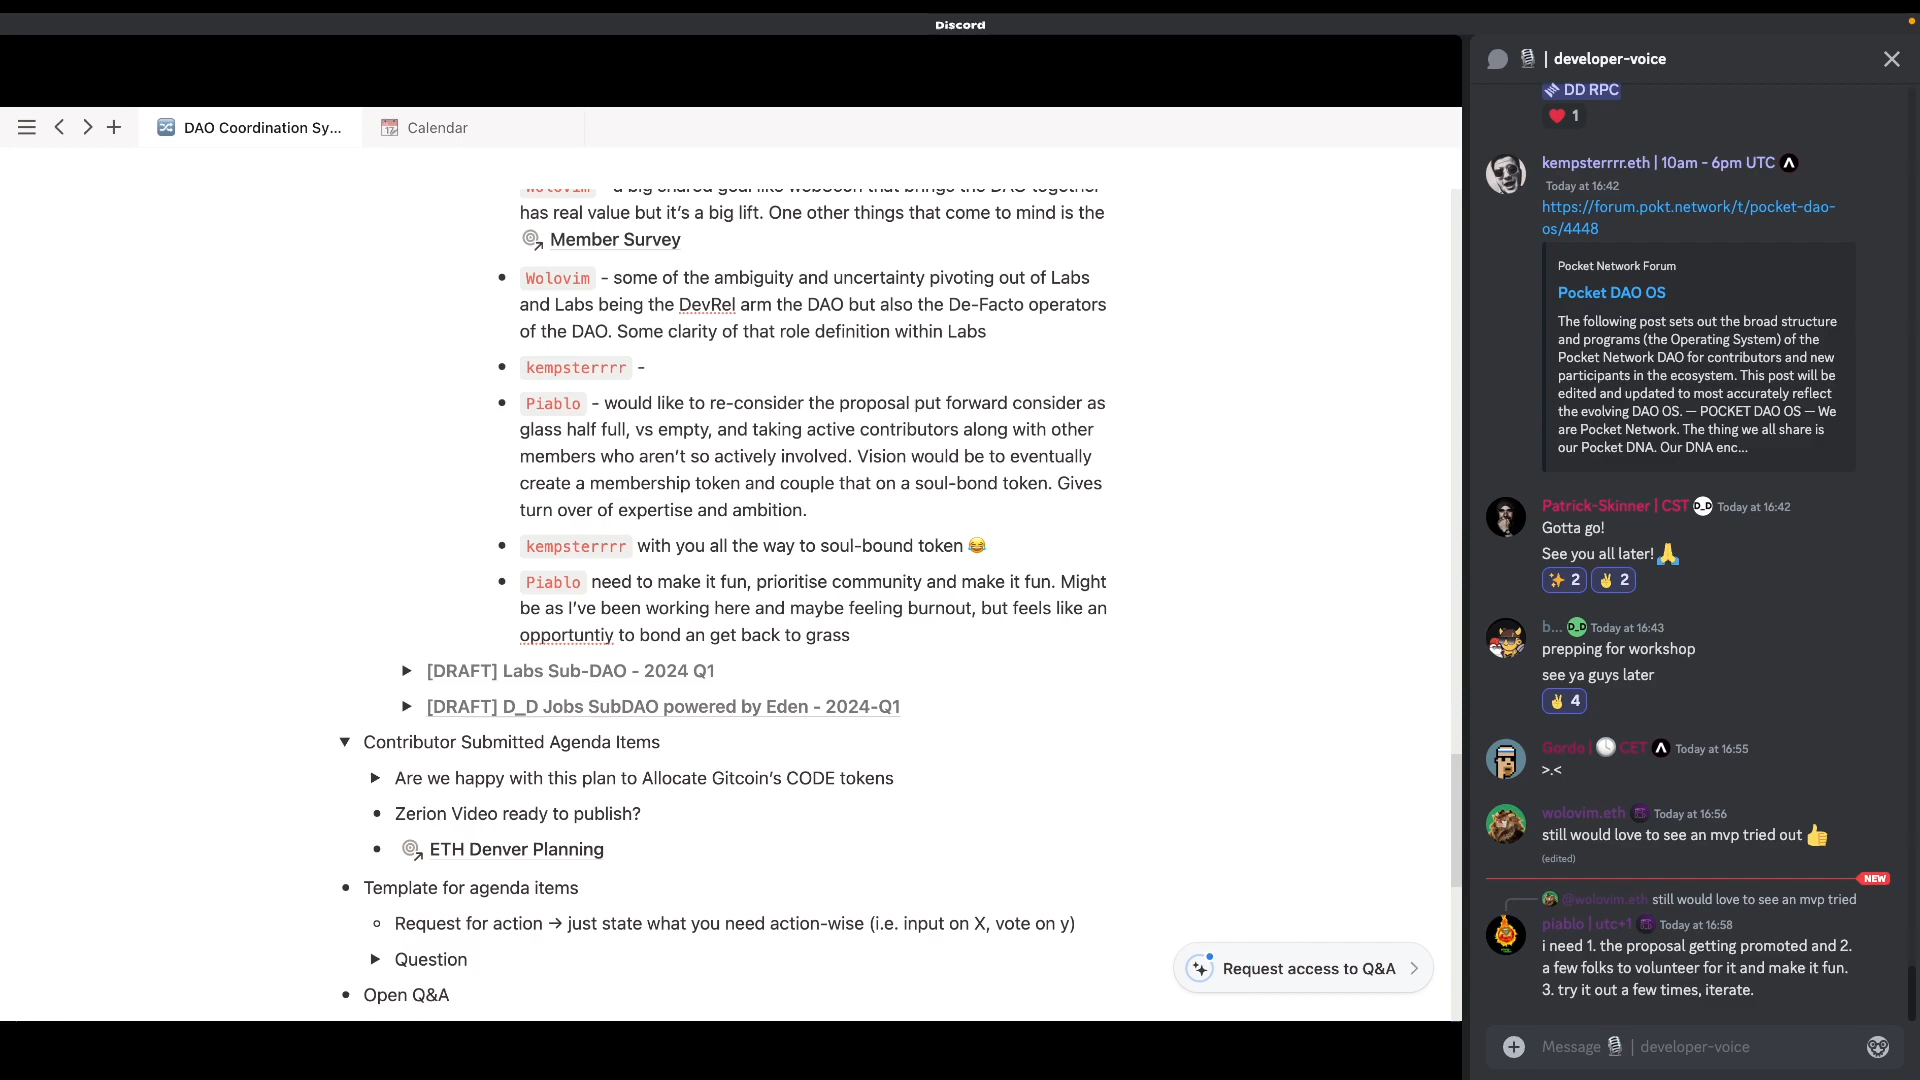 Discord
DAO Coordination Sy...
Calendar
Wolovim - a big shared goal like web3con that brings the DAO together
has real value but it’s a big lift. One other things that come to mind is the
Member Survey
Wolovim - some of the ambiguity and uncertainty pivoting out of Labs
and Labs being the DevRel arm the DAO but also the De-Facto operators
of the DAO. Some clarity of that role definition within Labs
kempsterrrr -
Piablo - would like to re-consider the proposal put forward consider as
glass half full, vs empty, and taking active contributors along with other
members who aren’t so actively involved. Vision would be to eventually
create a membership token and couple that on a soul-bond token. Gives
turn over of expertise and ambition.
kempsterrrr with you all the way to soul-bound token 😂
Piablo need to make it fun, prioritise community and make it fun. Might
be as I’ve been working here and maybe feeling burnout, but feels like an
opportuntiy to bond an get back to grass
[DRAFT] Labs Sub-DAO - 2024 Q1
[DRAFT] D_D Jobs SubDAO powered by Eden - 2024-Q1
Contributor Submitted Agenda Items
Are we happy with this plan to Allocate Gitcoin’s CODE tokens
Zerion Video ready to publish?
ETH Denver Planning
Template for agenda items
Request for action → just state what you need action-wise (i.e. input on X, vote on y)
Question
Open Q&A
Request access to Q&A
| developer-voice
DD RPC
1
kempsterrrr.eth | 10am - 6pm UTC
Today at 16:42
https://forum.pokt.network/t/pocket-dao-
os/4448
Pocket Network Forum
Pocket DAO OS
The following post sets out the broad structure
and programs (the Operating System) of the
Pocket Network DAO for contributors and new
participants in the ecosystem. This post will be
edited and updated to most accurately reflect
the evolving DAO OS. — POCKET DAO OS — We
are Pocket Network. The thing we all share is
our Pocket DNA. Our DNA enc...
Patrick-Skinner | CST D_D Today at 16:42
Gotta go!
See you all later! 🙏
2 2
b... D_D Today at 16:43
prepping for workshop
see ya guys later
4
Gordo | CET Today at 16:55
>.<
wolovim.eth Today at 16:56
still would love to see an mvp tried out 👍
(edited)
NEW
@wolovim.eth still would love to see an mvp tried
piablo | utc+1 Today at 16:58
i need 1. the proposal getting promoted and 2.
a few folks to volunteer for it and make it fun.
3. try it out a few times, iterate.
Message | developer-voice